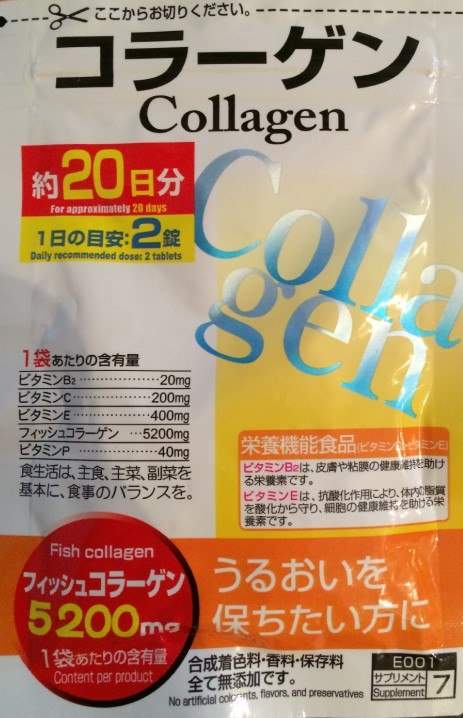 ここからお切りください。
コラーゲン
Collagen
約20日分
For approximately 20 days
1日の目安:2錠
Daily recommended dose: 2 tablets
Collagen
1袋あたりの含有量
ビタミンB2 20mg
ビタミンC 200mg
ビタミンE 400mg
フィッシュコラーゲン 5200mg
ビタミンP 40mg
食生活は、主食、主菜、副菜を
基本に、食事のバランスを。
栄養機能食品(ビタミンB2・ビタミンE)
ビタミンB2は、皮膚や粘膜の健康維持を助け
る栄養素です。
ビタミンEは、抗酸化作用により、体内の脂質
を酸化から守り、細胞の健康維持を助ける栄
養素です。
Fish collagen
フィッシュコラーゲン
5200mg
1袋あたりの含有量
Content per product
うるおいを
保ちたい方に
合成着色料・香料・保存料
全て無添加です。
No artificial colorants, flavors, and preservatives
E001
サプリメント
Supplement
7